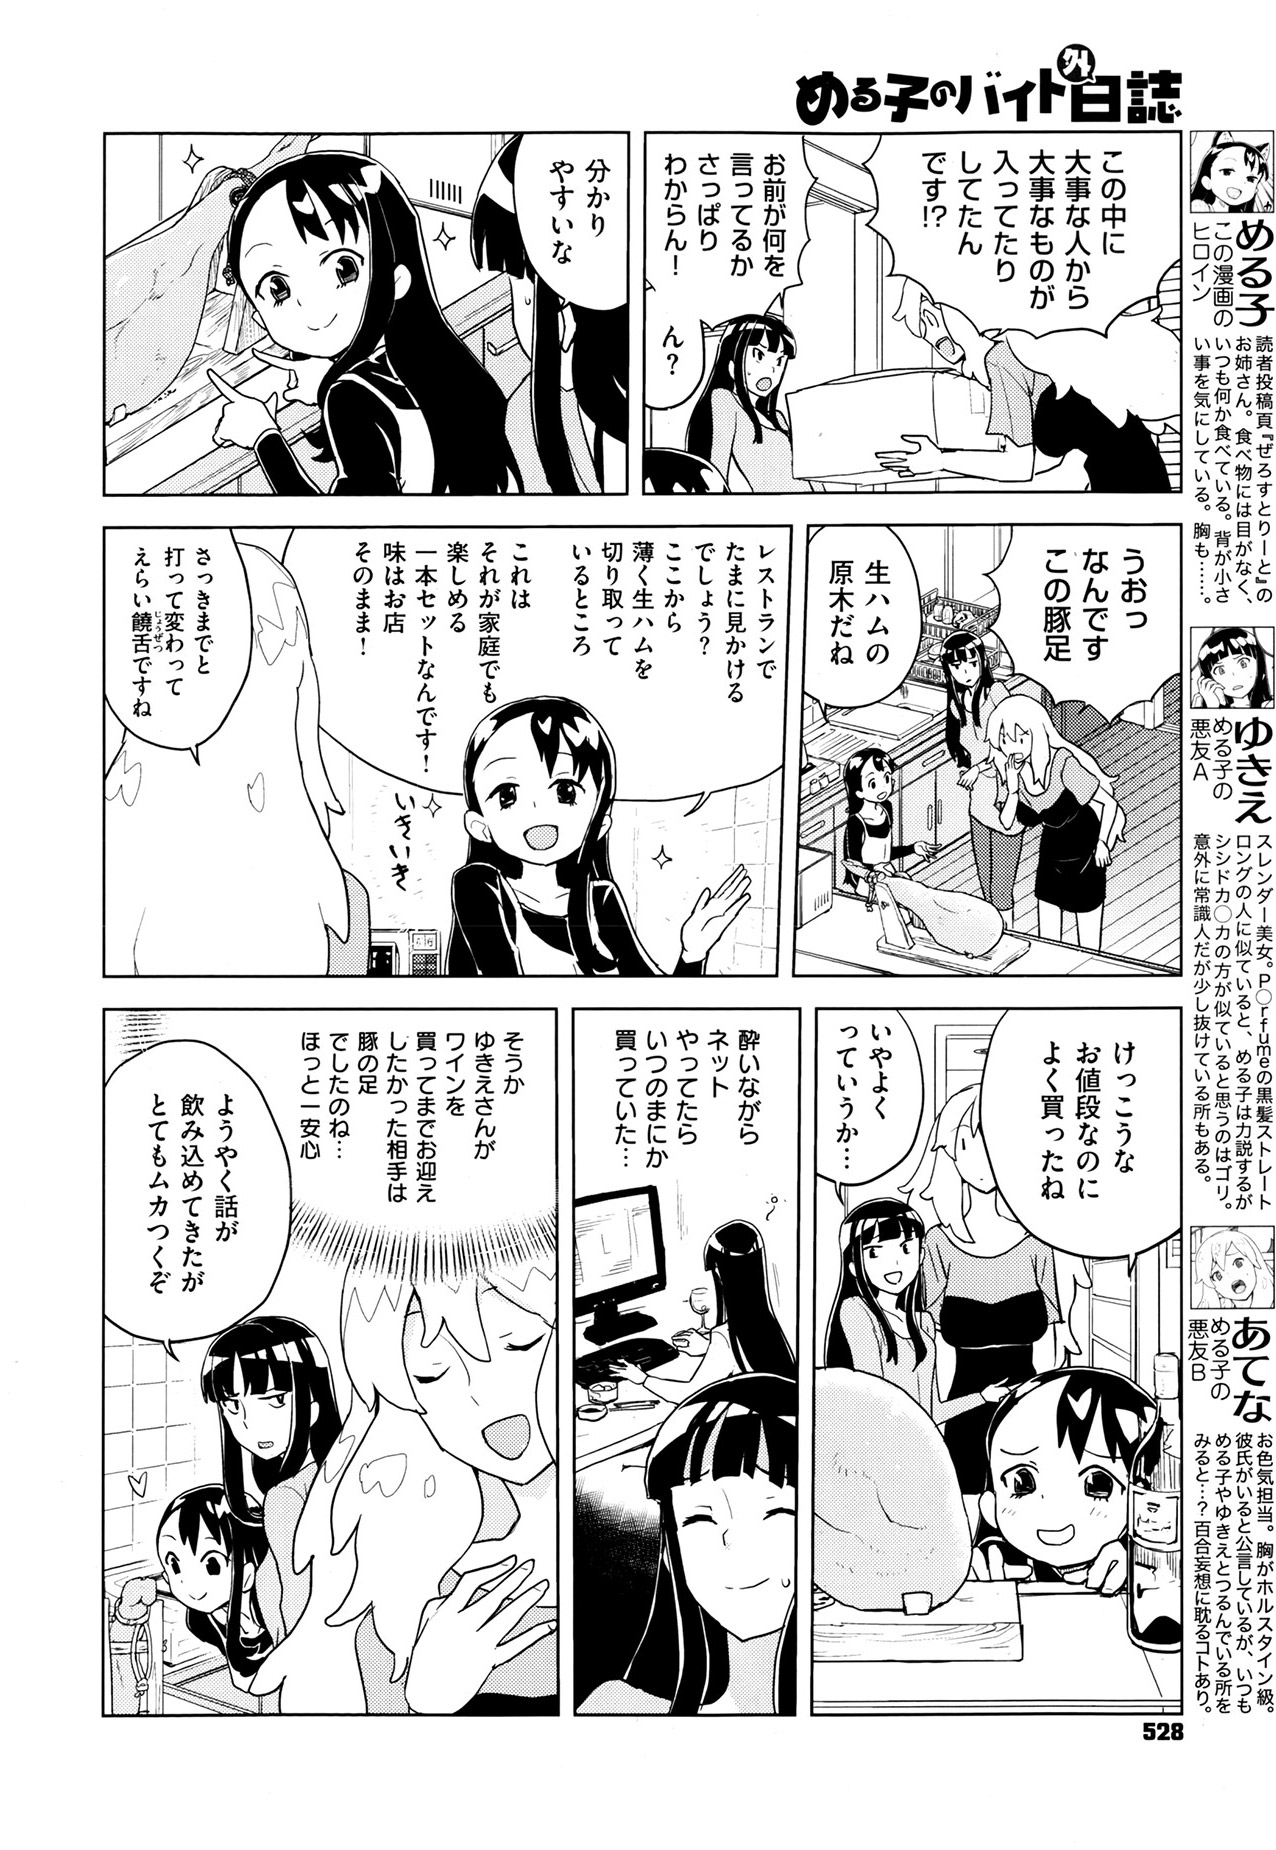 める子のバイト外日誌
この中に
大事な人から
大事なものが
入ってたり
してたん
です!?
お前が何を
言ってるか
さっぱり
わからん！
ん？
分かり
やすいな
うおっ
なんです
この豚足
生ハムの
原木だね
レストランで
たまに見かける
でしょう？
ここから
薄く生ハムを
切り取って
いるところ
これは
それが家庭でも
楽しめる
一本セットなんです！
味はお店
そのまま！
いきいき
さっきまでと
打って変わって
えらい饒舌ですね
じょうぜつ
けっこうな
お値段なのに
よく買ったね
いやよく
っていうか…
酔いながら
ネット
やってたら
いつのまにか
買っていた…
そうか
ゆきえさんが
ワインを
買ってまでお迎え
したかった相手は
豚の足
でしたのね…
ほっと一安心
ようやく話が
飲み込めてきたが
とてもムカつくぞ
める子
この漫画の
ヒロイン
読者投稿頁『ぜろすとりーと』の
お姉さん。食べ物には目がなく、
いつも何か食べている。背が小さ
い事を気にしている。胸も……。
ゆきえ
める子の
悪友A
スレンダー美女。P〇rfumeの黒髪ストレート
ロングの人に似ていると、める子は力説するが
シシドカ〇カの方が似ていると思うのはゴリ。
意外に常識人だが少し抜けている所もある。
あてな
める子の
悪友B
お色気担当。胸がホルスタイン級。
彼氏がいると公言しているが、いつも
める子やゆきえとつるんでいる所を
みると…？百合妄想に耽るコトあり。
528